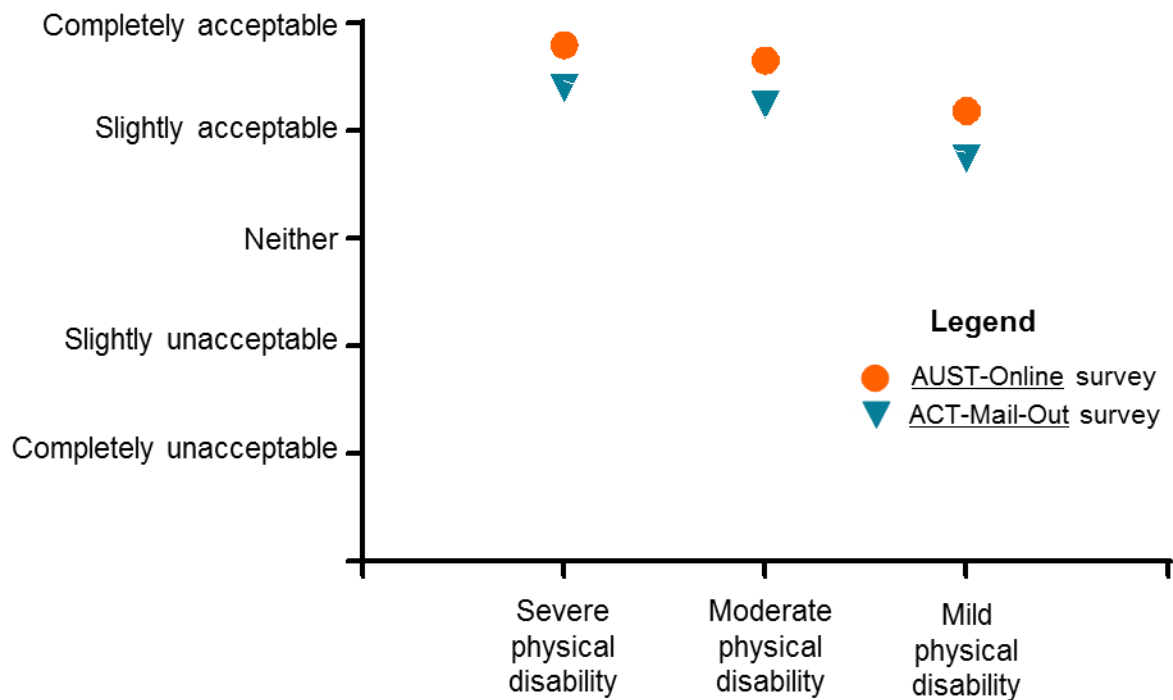 Completely acceptable
Slightly acceptable
Neither
Slightly unacceptable
Completely unacceptable
Legend
AUST-Online survey
ACT-Mail-Out survey
Severe
physical
disability
Moderate
physical
disability
Mild
physical
disability